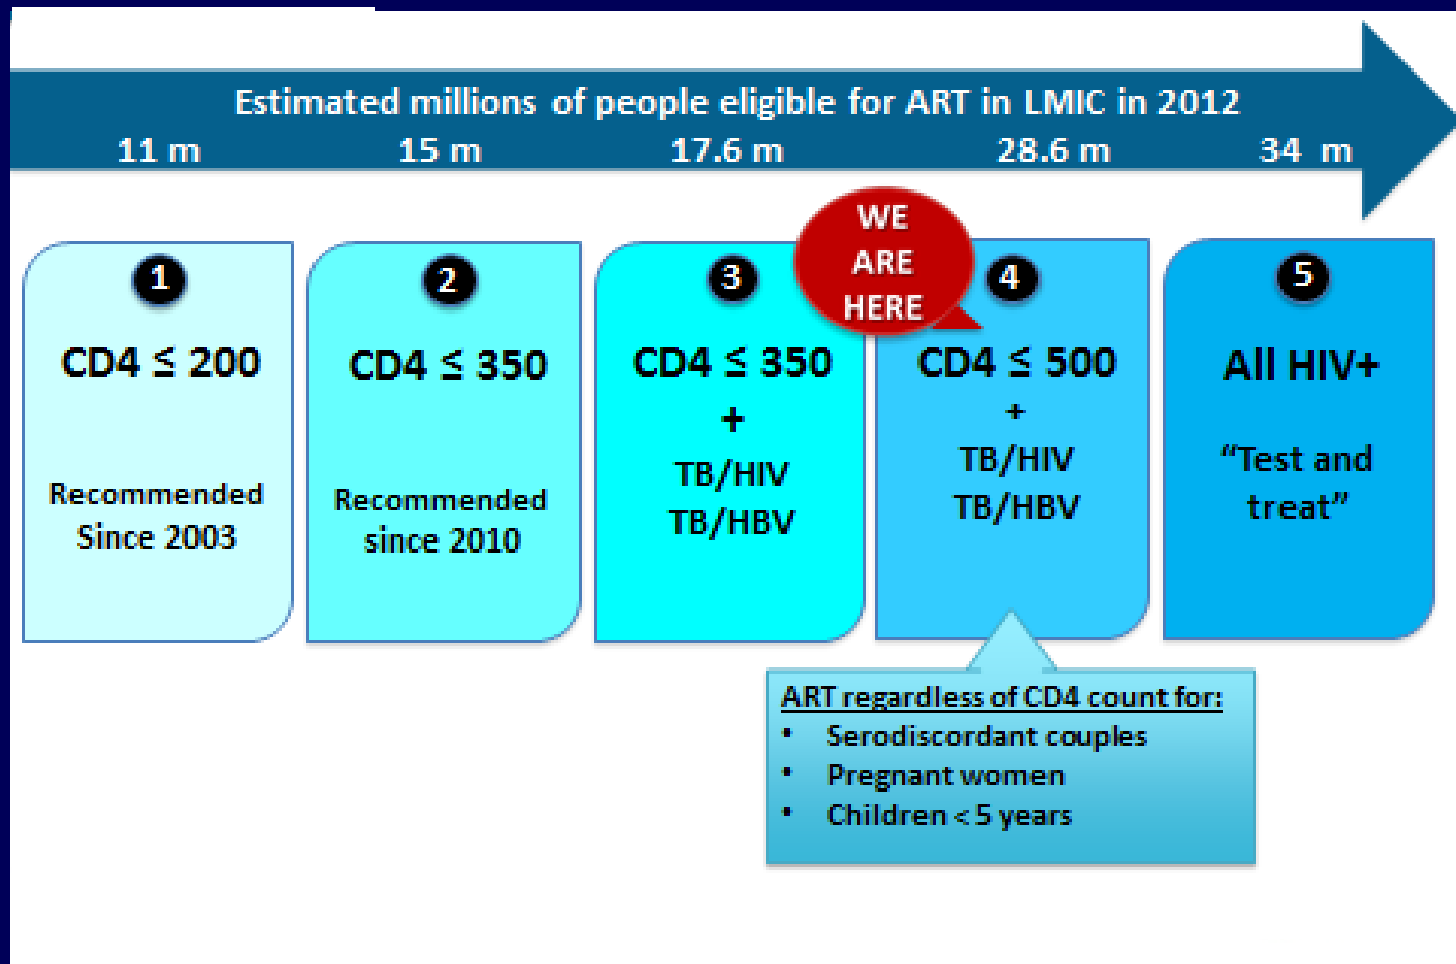 Estimated millions of people eligible for ART in LMIC in 2012
11 m 15 m 17.6 m 28.6 m 34 m
WE
ARE
HERE
1
CD4 ≤ 200
Recommended
Since 2003
2
CD4 ≤ 350
Recommended
since 2010
3
CD4 ≤ 350
+
TB/HIV
TB/HBV
4
CD4 ≤ 500
+
TB/HIV
TB/HBV
5
All HIV+
“Test and
treat”
ART regardless of CD4 count for:
• Serodiscordant couples
• Pregnant women
• Children < 5 years